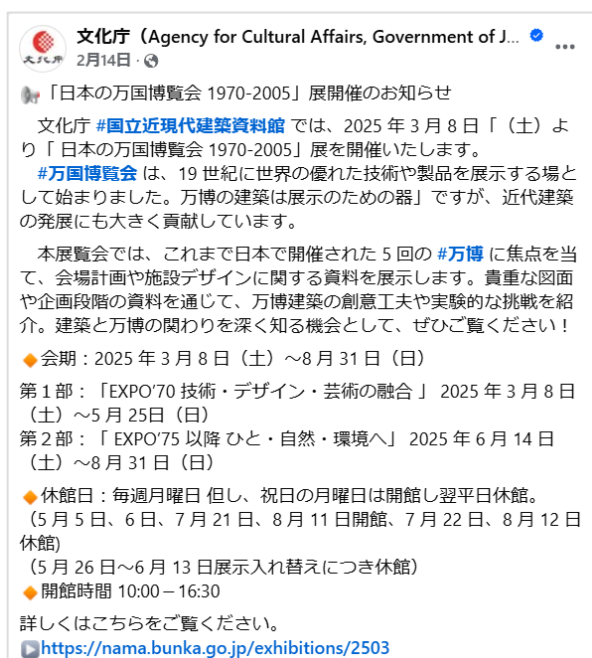 文化庁（Agency for Cultural Affairs, Government of J...
文化庁
2月14日
「日本の万国博覧会 1970-2005」展開催のお知らせ
文化庁 #国立近現代建築資料館 では、2025 年 3 月 8 日「（土）よ
り「 日本の万国博覧会 1970-2005」展を開催いたします。
#万国博覧会 は、19 世紀に世界の優れた技術や製品を展示する場と
して始まりました。万博の建築は展示のための器」ですが、近代建築
の発展にも大きく貢献しています。
本展覧会では、これまで日本で開催された 5 回の #万博 に焦点を当
て、会場計画や施設デザインに関する資料を展示します。貴重な図面
や企画段階の資料を通じて、万博建築の創意工夫や実験的な挑戦を紹
介。建築と万博の関わりを深く知る機会として、ぜひご覧ください！
会期：2025 年 3 月 8 日（土）～8 月 31 日（日）
第１部：「EXPO’70 技術・デザイン・芸術の融合 」 2025 年 3 月 8 日
（土）～5 月 25日（日）
第２部：「 EXPO’75 以降 ひと・自然・環境へ」 2025 年 6 月 14 日
（土）～8 月 31 日（日）
休館日：毎週月曜日 但し、祝日の月曜日は開館し翌平日休館。
（5 月 5 日、6 日、7 月 21 日、8 月 11 日開館、7 月 22 日、8 月 12 日
休館)
（5 月 26 日～6 月 13 日展示入れ替えにつき休館）
開館時間 10:00 – 16:30
詳しくはこちらをご覧ください。
https://nama.bunka.go.jp/exhibitions/2503